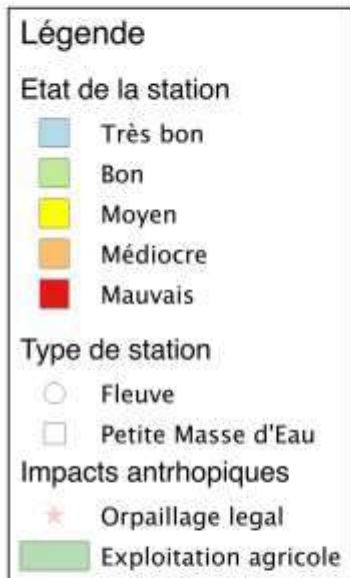 Légende
Etat de la station
Très bon
Bon
Moyen
Médiocre
Mauvais
Type de station
Fleuve
Petite Masse d'Eau
Impacts antrhopiques
Orpaillage legal
Exploitation agricole